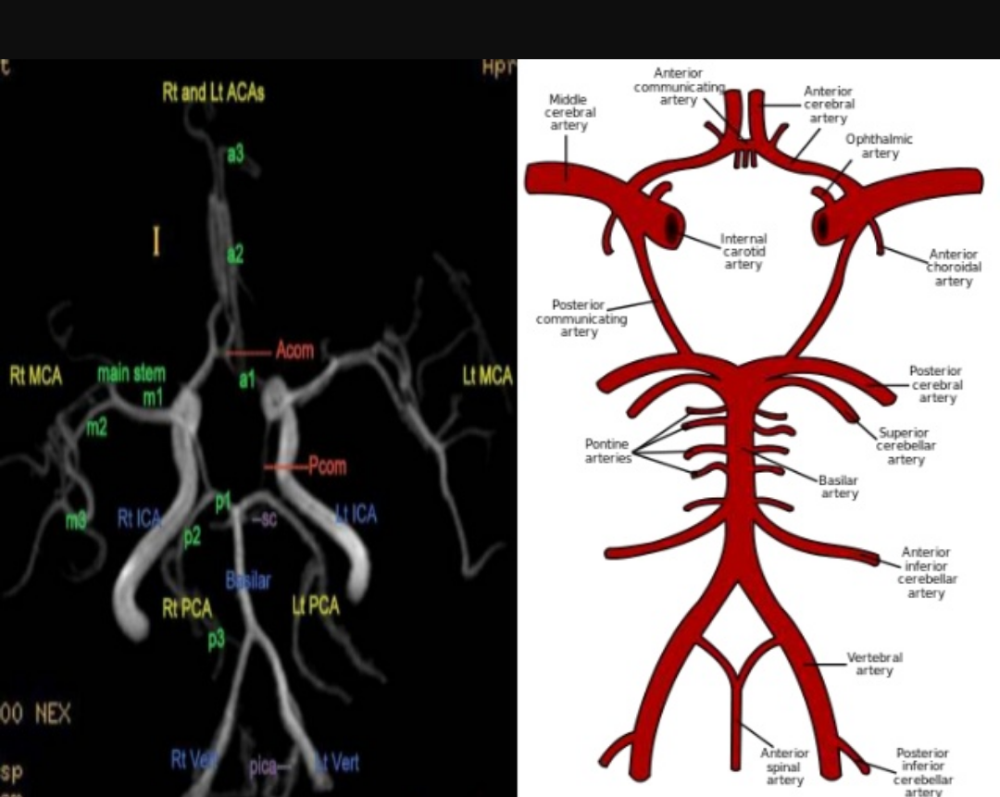 t
Apr
Rt and Lt ACAs
a3
a2
Acom
a1
Rt MCA
main stem
m1
Lt MCA
m2
Pcom
p1
m3
Rt ICA
sc
Lt ICA
p2
Basilar
Rt PCA
Lt PCA
p3
00 NEX
Rt Vert
pica
Lt Vert
sp
Anterior
communicating
artery
Middle
cerebral
artery
Anterior
cerebral
artery
Ophthalmic
artery
Internal
carotid
artery
Anterior
choroidal
artery
Posterior
communicating
artery
Posterior
cerebral
artery
Superior
cerebellar
artery
Pontine
arteries
Basilar
artery
Anterior
inferior
cerebellar
artery
Vertebral
artery
Anterior
spinal
artery
Posterior
inferior
cerebellar
artery